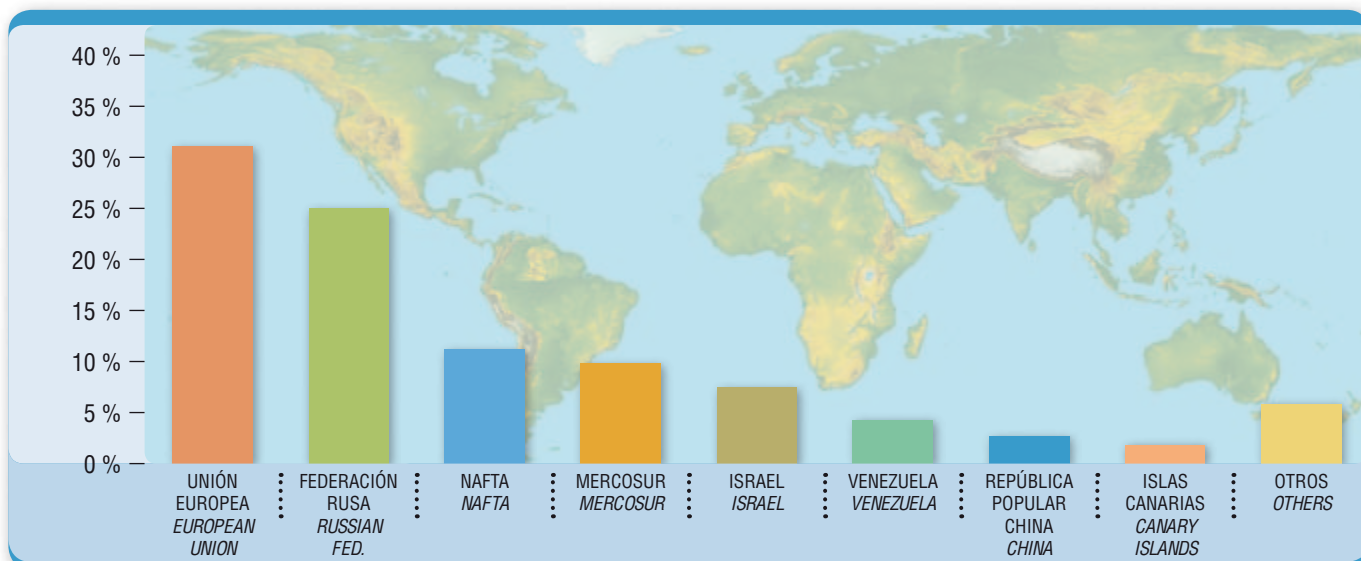 40 %
35 %
30 %
25 %
20 %
15 %
10 %
5 %
0 %
UNIÓN
EUROPEA
EUROPEAN
UNION
FEDERACIÓN
RUSA
RUSSIAN
FED.
NAFTA
NAFTA
MERCOSUR
MERCOSUR
ISRAEL
ISRAEL
VENEZUELA
VENEZUELA
REPÚBLICA
POPULAR
CHINA
CHINA
ISLAS
CANARIAS
CANARY
ISLANDS
OTROS
OTHERS